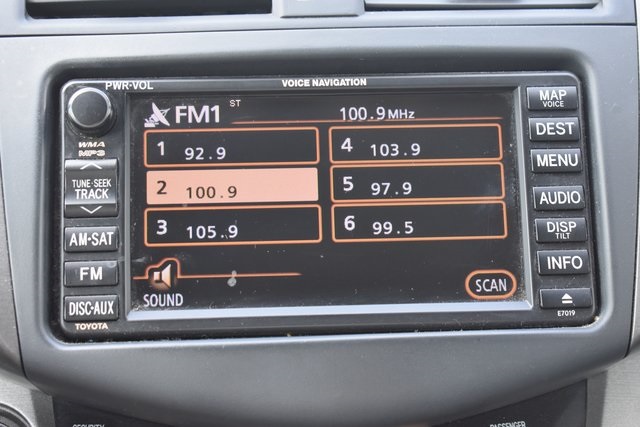 PWR·VOL
VOICE NAVIGATION
WMA
MP3
TUNE·SEEK
TRACK
AM·SAT
FM
DISC·AUX
TOYOTA
FM1
ST
100.9MHz
1 92.9
2 100.9
3 105.9
4 103.9
5 97.9
6 99.5
SOUND
SCAN
MAP
VOICE
DEST
MENU
AUDIO
DISP
TILT
INFO
E7019
SECURITY
PASSENGER